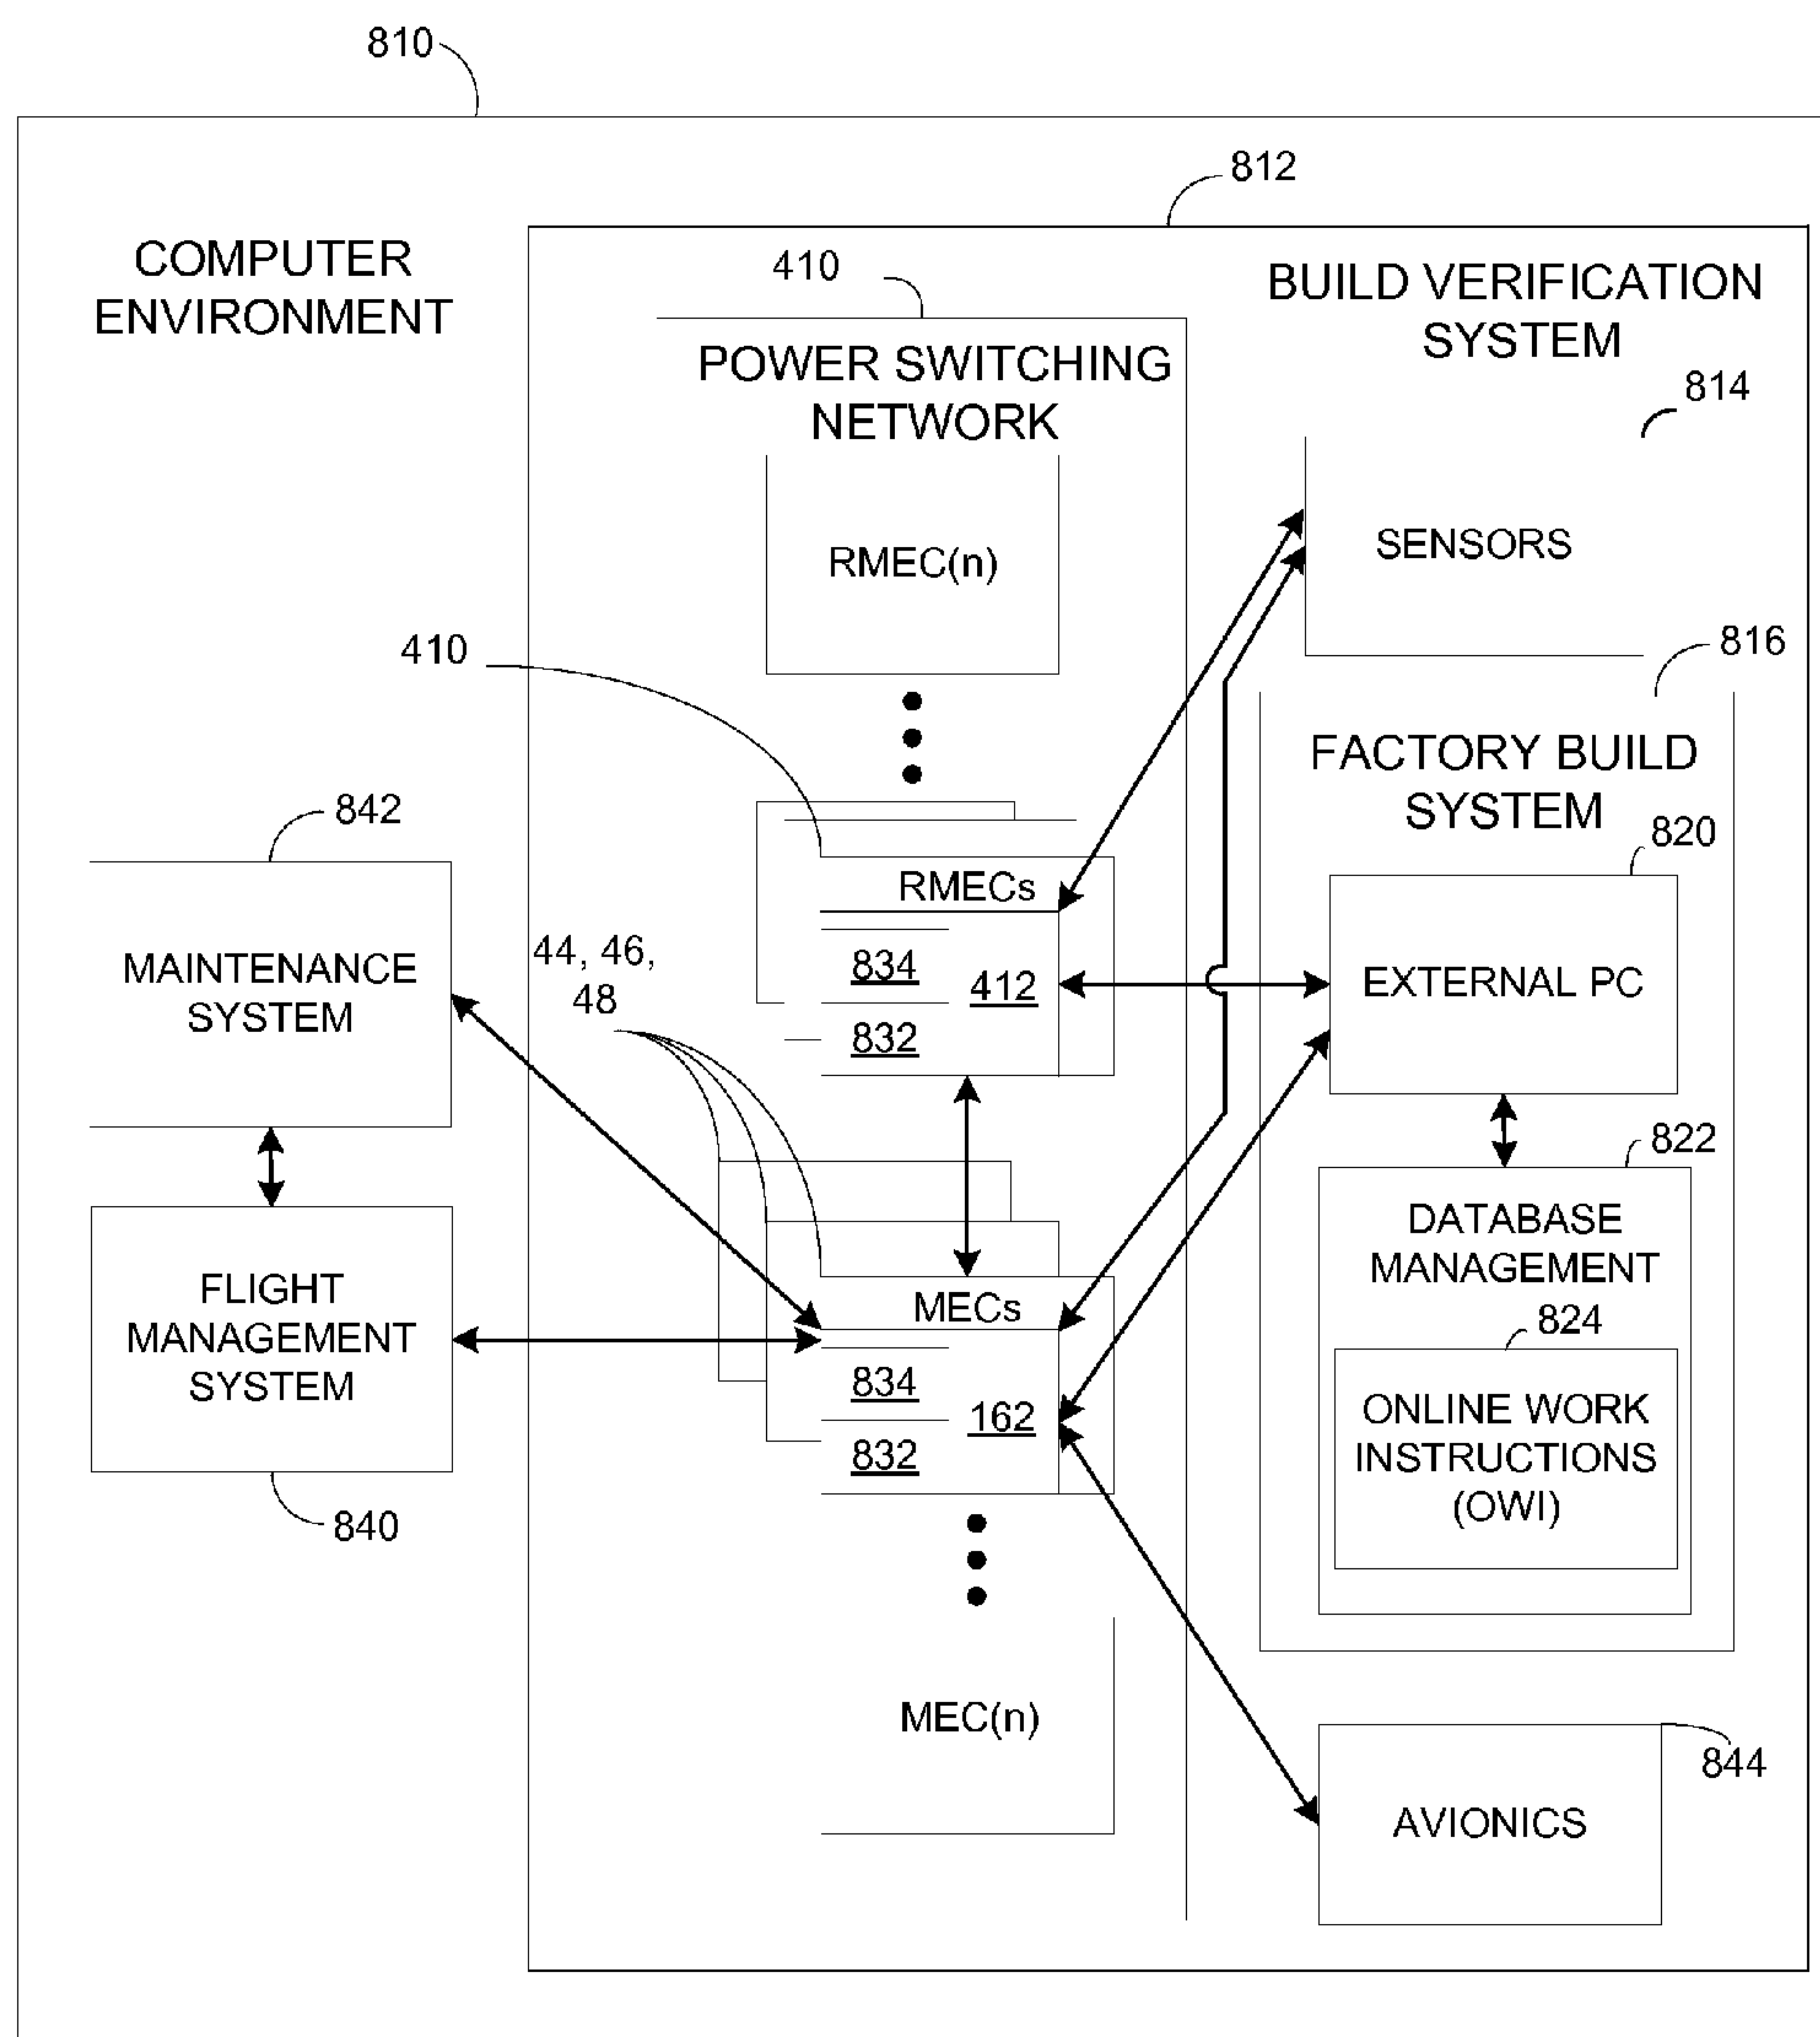 810
812
COMPUTER
ENVIRONMENT
410
BUILD VERIFICATION
SYSTEM
POWER SWITCHING
NETWORK
814
RMEC(n)
SENSORS
410
816
FACTORY BUILD
SYSTEM
842
820
RMECs
834
412
832
EXTERNAL PC
MAINTENANCE
SYSTEM
44, 46,
48
822
DATABASE
MANAGEMENT
824
FLIGHT
MANAGEMENT
SYSTEM
MECs
834
162
832
ONLINE WORK
INSTRUCTIONS
(OWI)
840
MEC(n)
844
AVIONICS